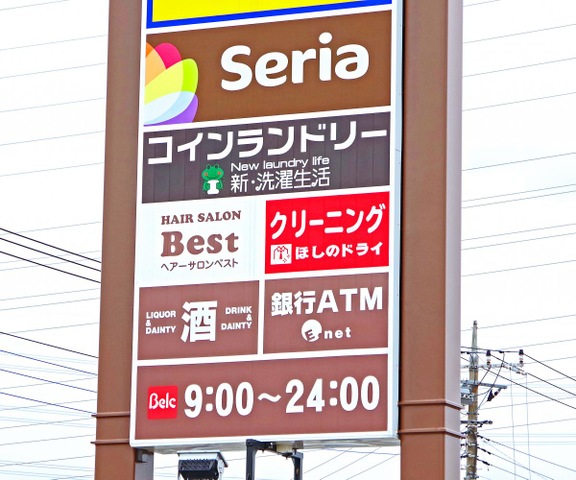 Seria
コインランドリー
New laundry life
新・洗濯生活
HAIR SALON
Best
ヘアーサロンベスト
クリーニング
ほしのドライ
LIQUOR
&
DAINTY
酒
DRINK
&
DAINTY
銀行ATM
E net
Belc 9:00～24:00